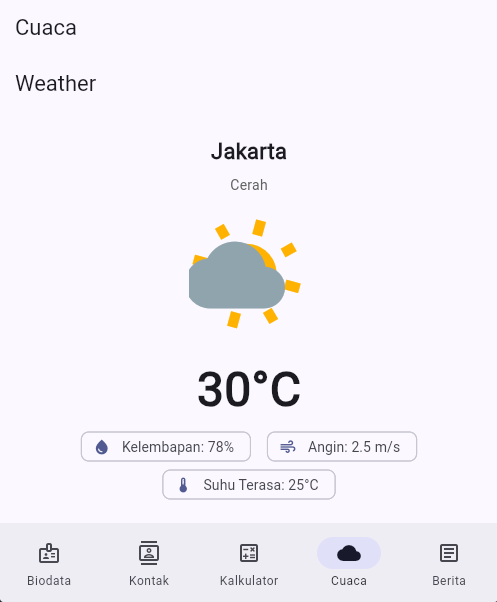 Cuaca
Weather
Jakarta
Cerah
30°C
Kelembapan: 78%
Angin: 2.5 m/s
Suhu Terasa: 25°C
Biodata
Kontak
Kalkulator
Cuaca
Berita